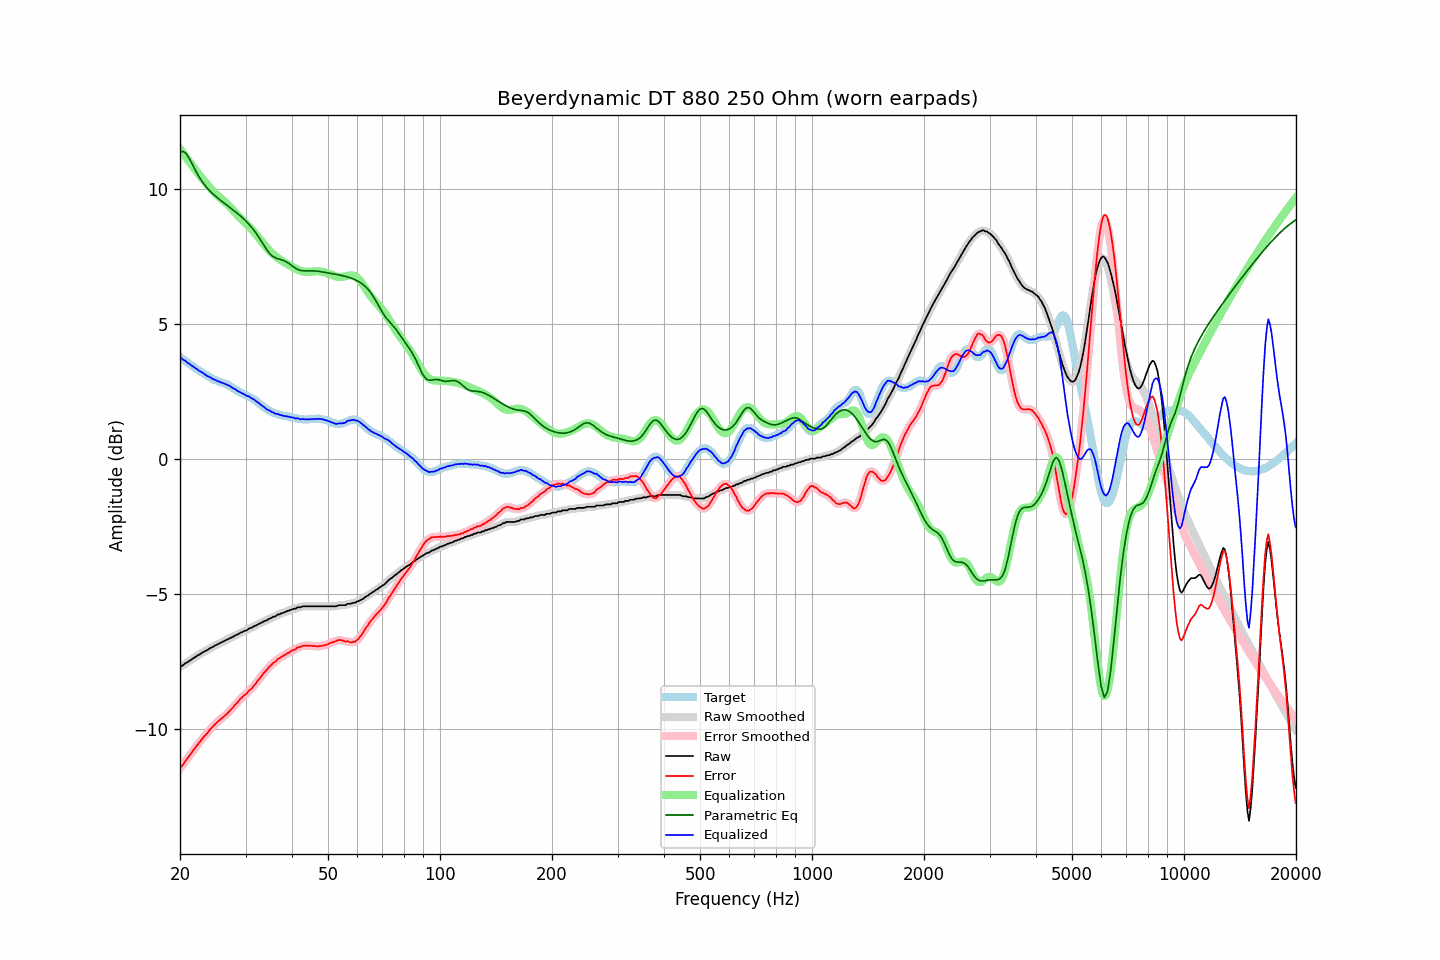 Beyerdynamic DT 880 250 Ohm (worn earpads)
Amplitude (dBr)
10
5
0
−5
−10
Target
Raw Smoothed
Error Smoothed
Raw
Error
Equalization
Parametric Eq
Equalized
20
50
100
200
500
1000
2000
5000
10000
20000
Frequency (Hz)